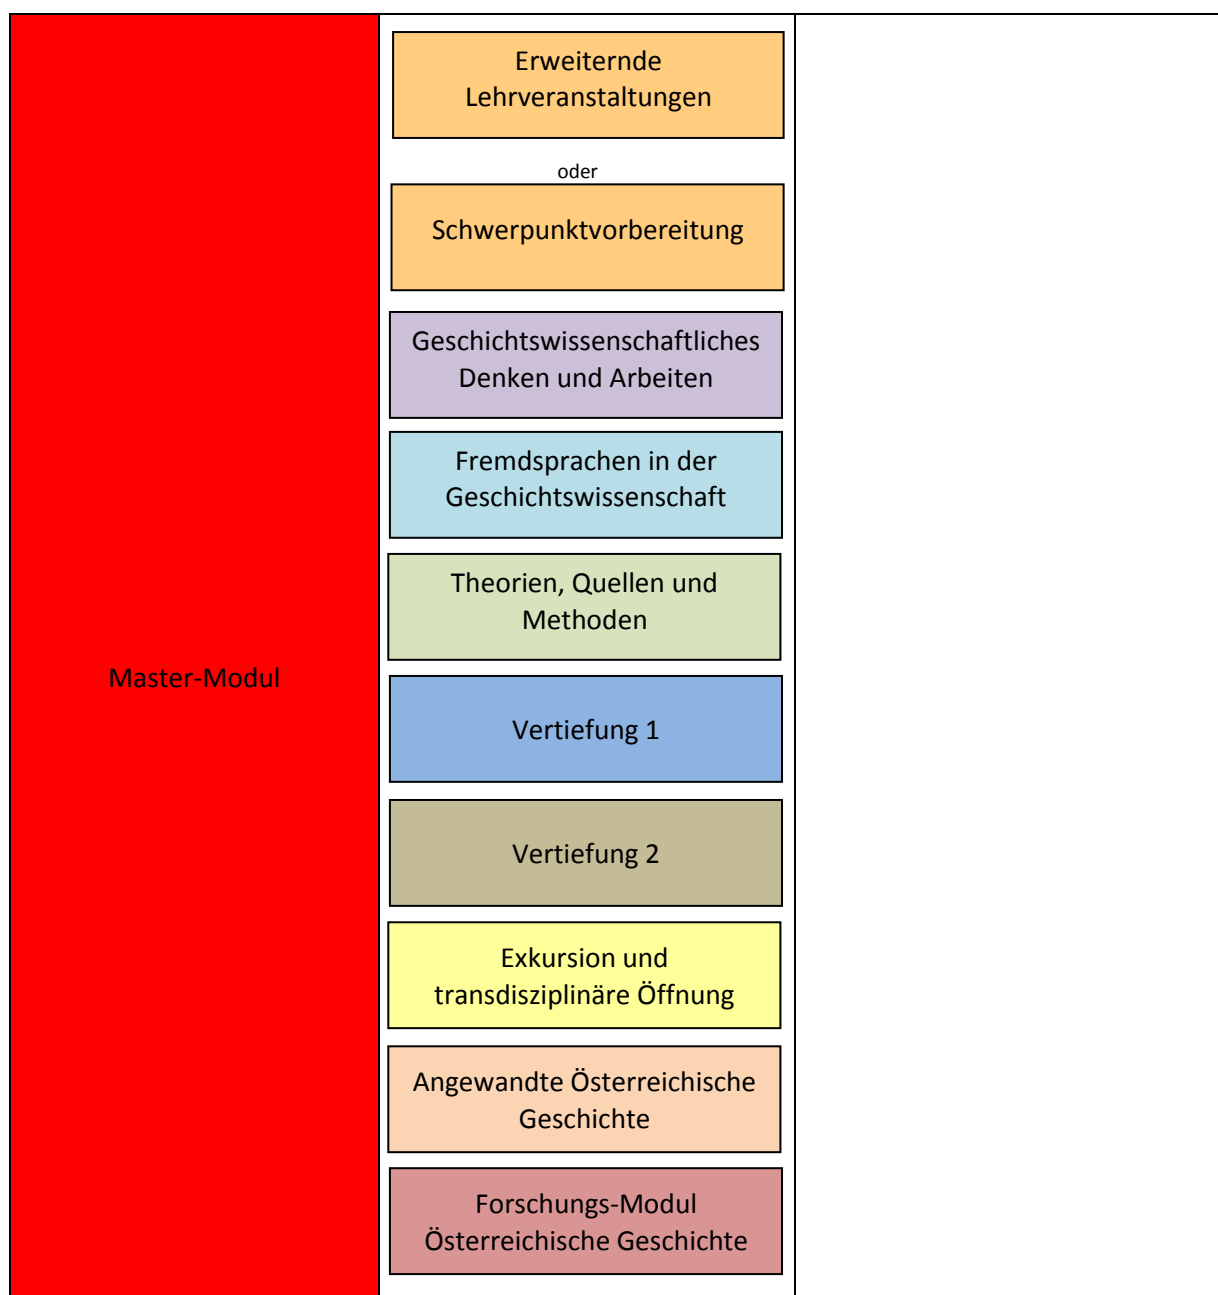 Erweiternde
Lehrveranstaltungen
oder
Schwerpunktvorbereitung
Geschichtswissenschaftliches
Denken und Arbeiten
Fremdsprachen in der
Geschichtswissenschaft
Theorien, Quellen und
Methoden
Master-Modul
Vertiefung 1
Vertiefung 2
Exkursion und
transdisziplinäre Öffnung
Angewandte Österreichische
Geschichte
Forschungs-Modul
Österreichische Geschichte